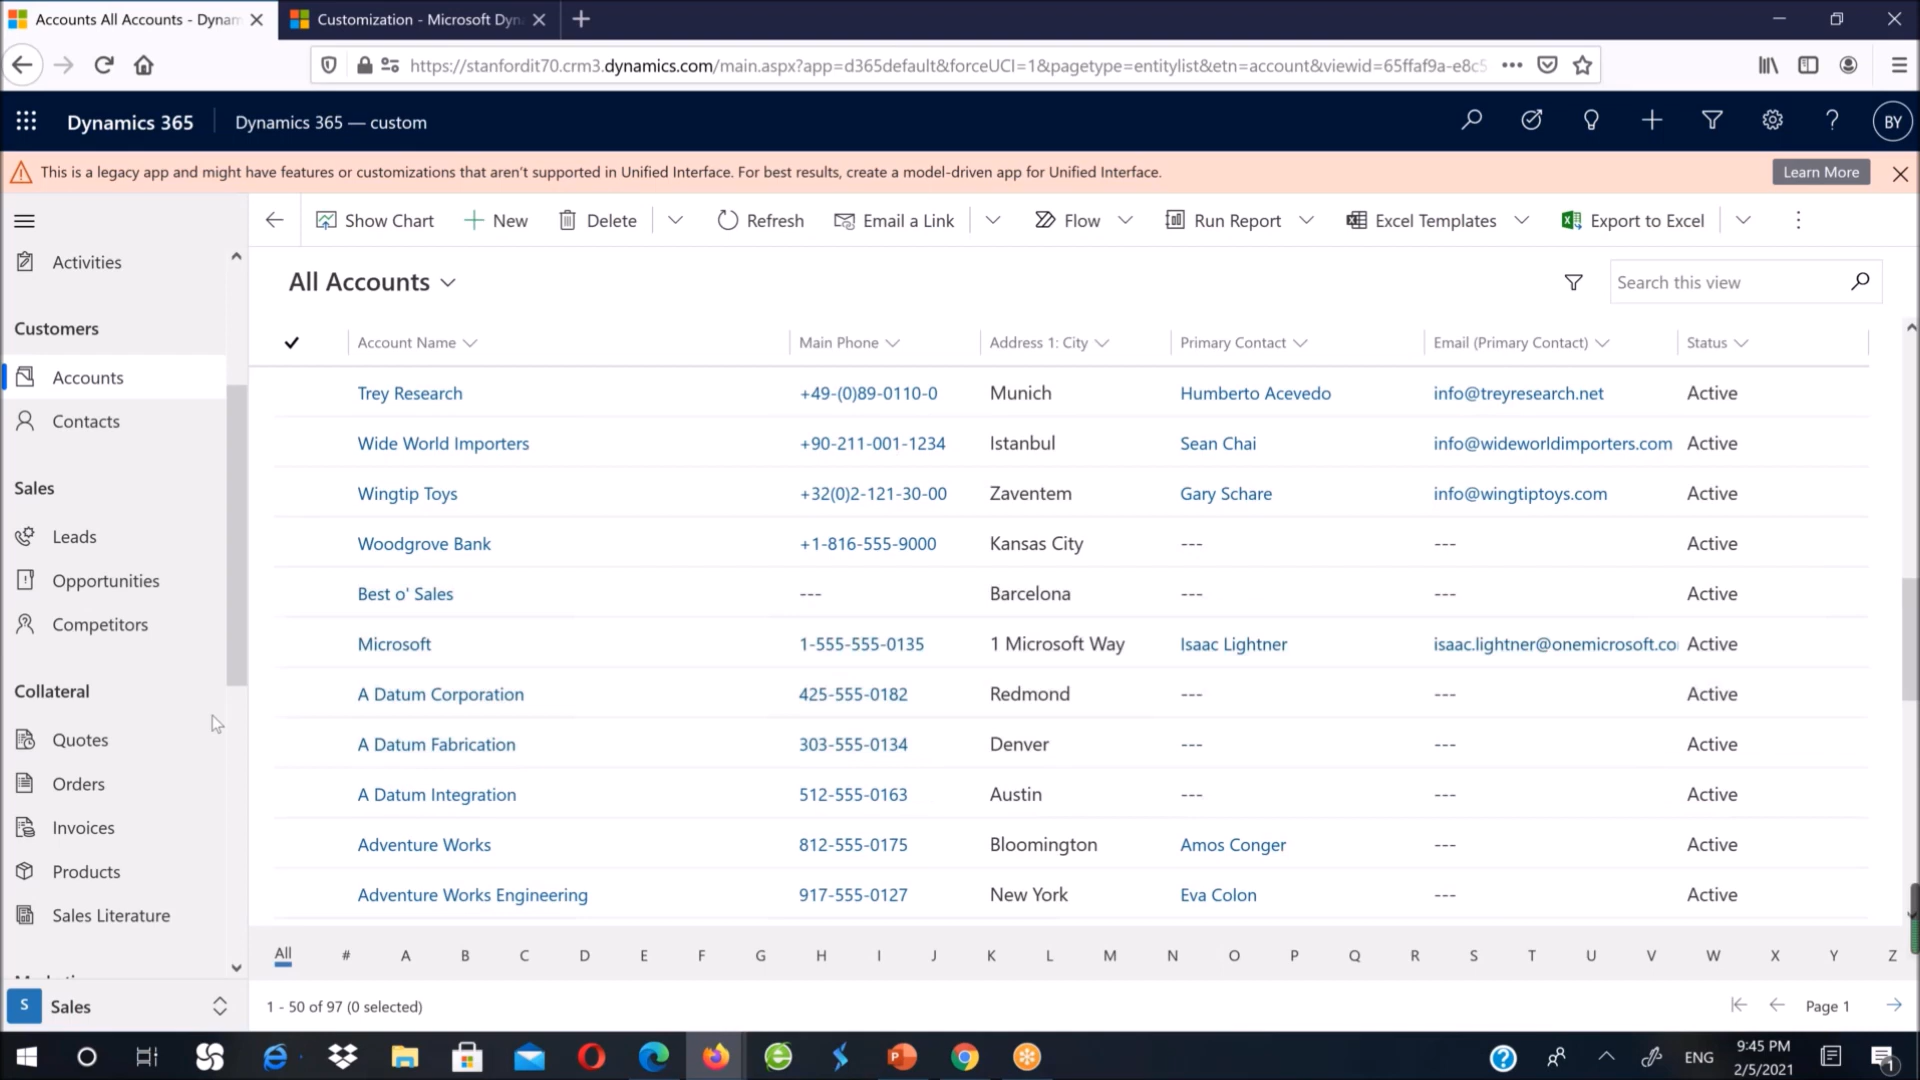 Accounts All Accounts - Dynam
Customization - Microsoft Dyn
https://stanfordit70.crm3.dynamics.com/main.aspx?app=d365default&forceUCI=1&pagetype=entitylist&etn=account&viewid=65ffaf9a-e8c5
Dynamics 365
Dynamics 365 — custom
BY
This is a legacy app and might have features or customizations that aren't supported in Unified Interface. For best results, create a model-driven app for Unified Interface.
Learn More
Show Chart
New
Delete
Refresh
Email a Link
Flow
Run Report
Excel Templates
Export to Excel
Activities
Customers
Accounts
Contacts
Sales
Leads
Opportunities
Competitors
Collateral
Quotes
Orders
Invoices
Products
Sales Literature
S
Sales
All Accounts
Search this view
Account Name Main Phone Address 1: City Primary Contact Email (Primary Contact) Status
Trey Research +49-(0)89-0110-0 Munich Humberto Acevedo info@treyresearch.net Active
Wide World Importers +90-211-001-1234 Istanbul Sean Chai info@wideworldimporters.com Active
Wingtip Toys +32(0)2-121-30-00 Zaventem Gary Schare info@wingtiptoys.com Active
Woodgrove Bank +1-816-555-9000 Kansas City --- --- Active
Best o' Sales --- Barcelona --- --- Active
Microsoft 1-555-555-0135 1 Microsoft Way Isaac Lightner isaac.lightner@onemicrosoft.co Active
A Datum Corporation 425-555-0182 Redmond --- --- Active
A Datum Fabrication 303-555-0134 Denver --- --- Active
A Datum Integration 512-555-0163 Austin --- --- Active
Adventure Works 812-555-0175 Bloomington Amos Conger --- Active
Adventure Works Engineering 917-555-0127 New York Eva Colon --- Active
All # A B C D E F G H I J K L M N O P Q R S T U V W X Y Z
1 - 50 of 97 (0 selected)
Page 1
ENG
9:45 PM
2/5/2021
1